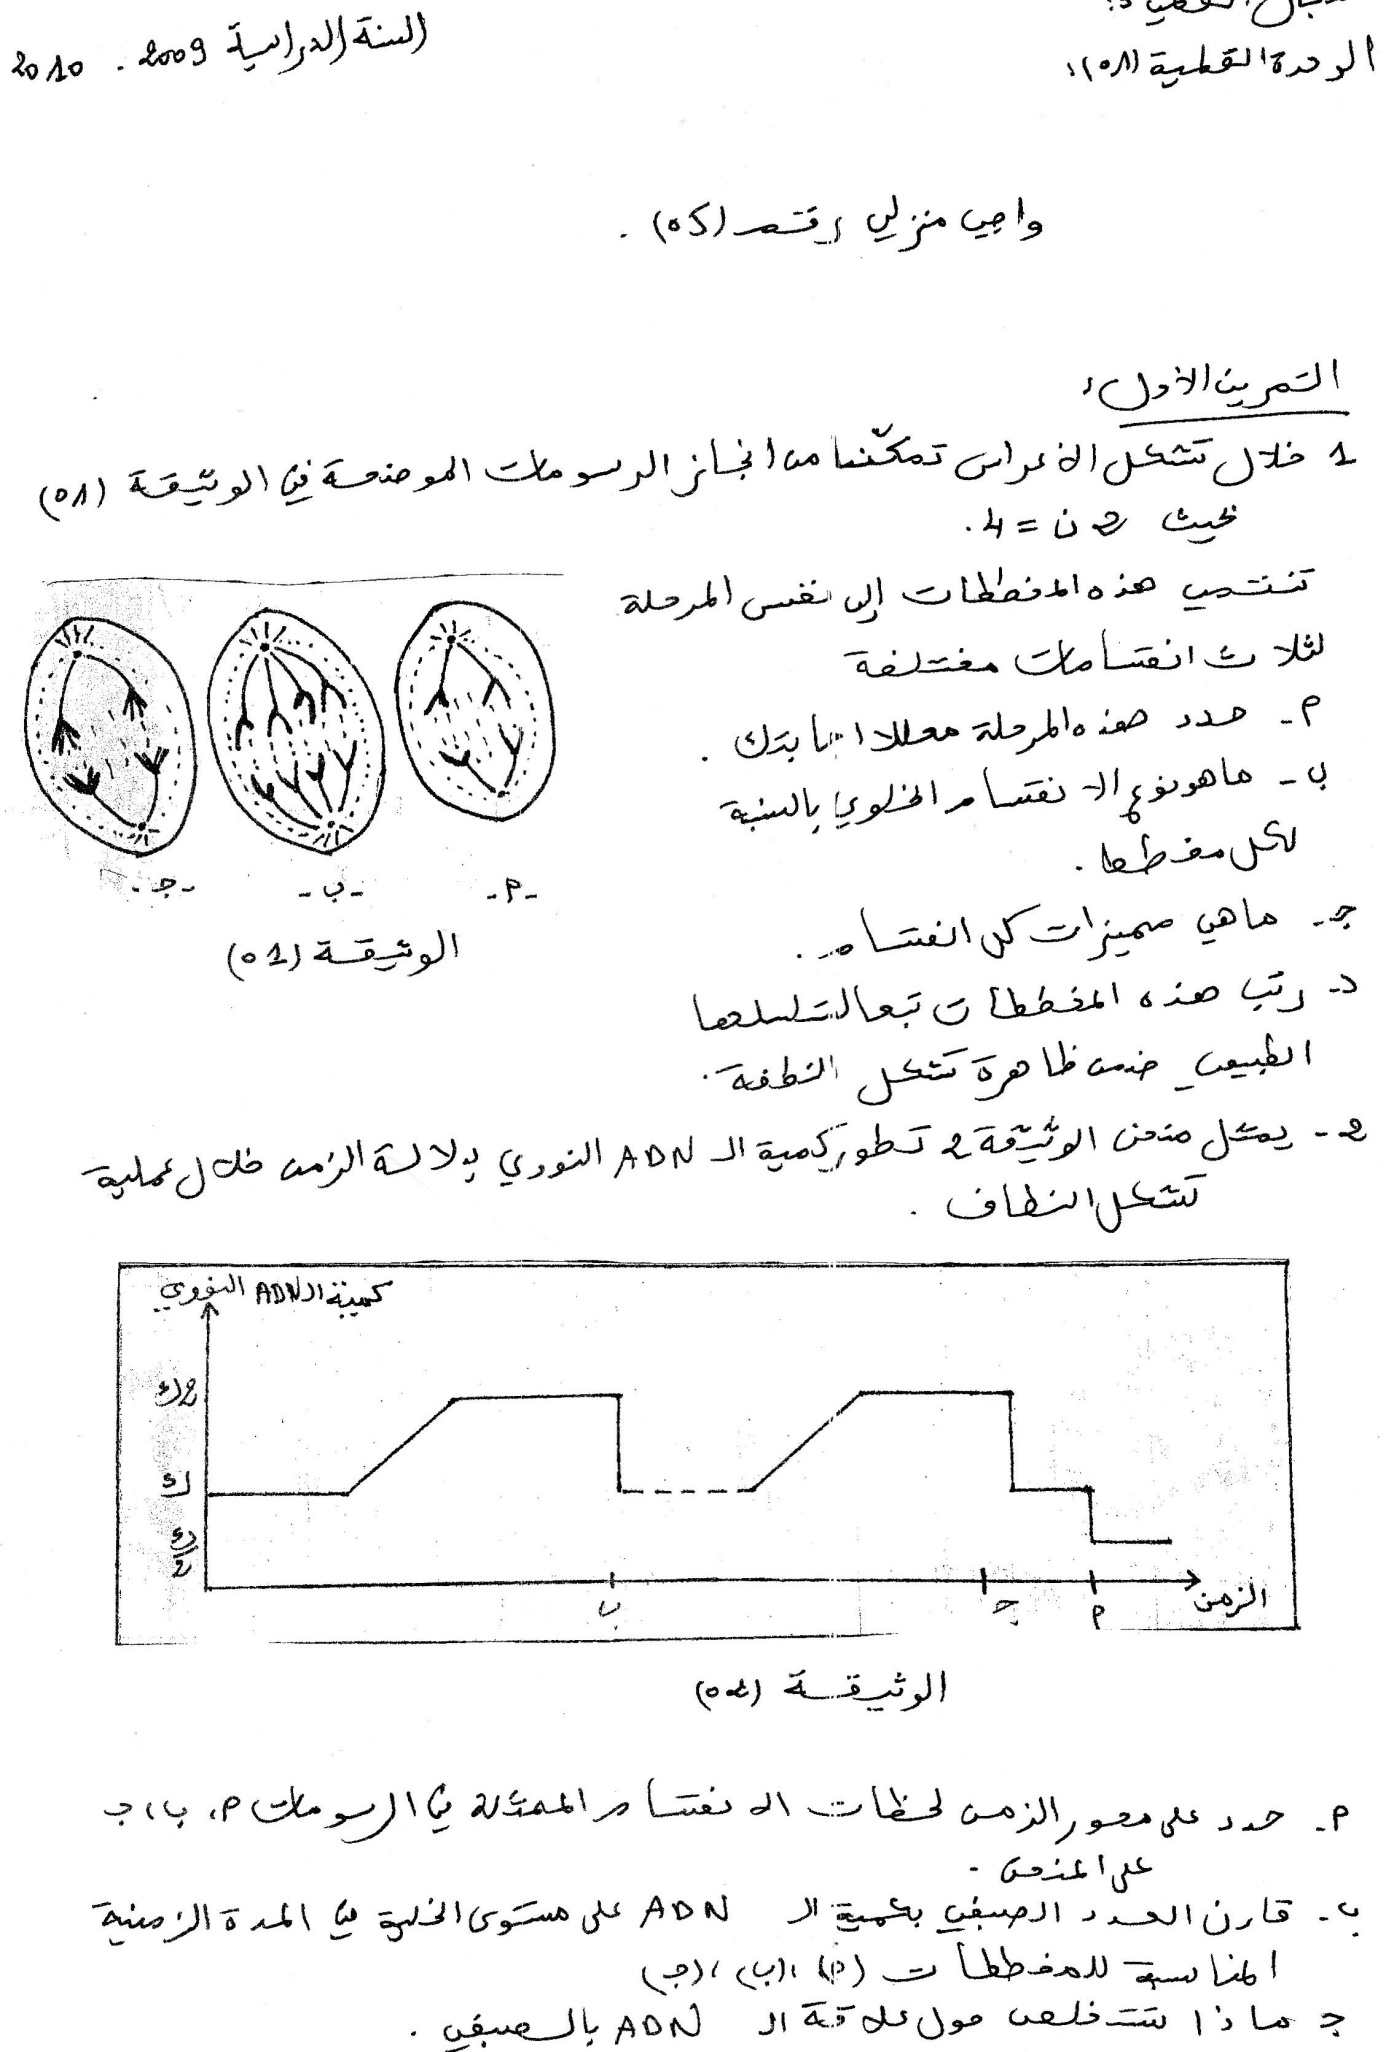 السنة الدراسية 2009 . 2010
الوحدة التعلمية (01):
واجب منزلي رقم (05) .
التمرين الأول:
1 خلال تشكل الأعراس تمكّننا من انجاز الرسومات الموضحة في الوثيقة (01)
بحيث 2ن = 4.
تنتمي هذه المخططات إلى نفس المرحلة
لثلاث انقسامات مختلفة
أ- حدد هذه المرحلة معللا إجابتك .
ب- ماهو نوع الانقسام الخلوي بالنسبة
لكل مخطط .
ج- ماهي مميزات كل انقسام .
د- رتب هذه المخططات تبعا لتسلسلها
الطبيعي ضمن ظاهرة تشكل النطفة .
-أ-
-ب-
-ج-
الوثيقة (01)
2- يمثل منحنى الوثيقة 2 تطور كمية الـ ADN النووي بدلالة الزمن خلال عملية
تشكل النطاف .
كمية الـ ADN النووي
2ك
ك
ك/2
ب ج أ
الزمن
الوثيقة (02)
أ- حدد على محور الزمن لحظات الانقسام الممثلة في الرسومات أ، ب، ج
على المنحنى .
ب- قارن العدد الصبغي بكمية الـ ADN على مستوى الخلية في المدة الزمنية
المناسبة للمخططات (أ)، (ب)، (ج)
ج ماذا تستخلص حول علاقة الـ ADN بالصبغي .